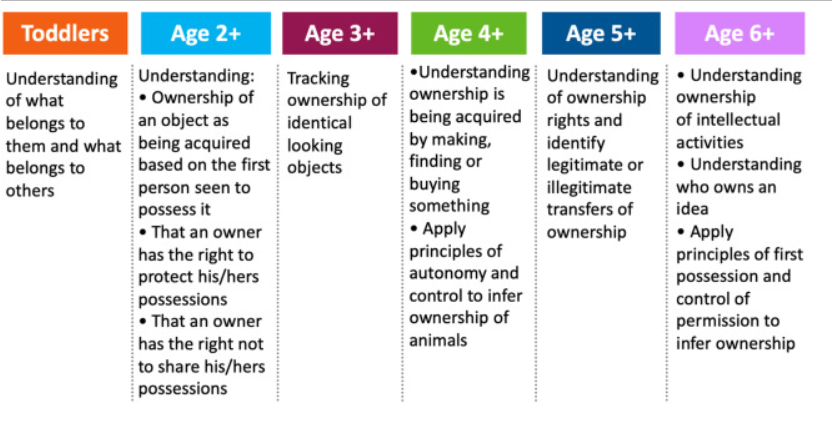 Toddlers
Understanding
of what
belongs to
them and what
belongs to
others
Age 2+
Understanding:
• Ownership of
an object as
being acquired
based on the first
person seen to
possess it
• That an owner
has the right to
protect his/hers
possessions
• That an owner
has the right not
to share his/hers
possessions
Age 3+
Tracking
ownership of
identical
looking
objects
Age 4+
•Understanding
ownership is
being acquired
by making,
finding or
buying
something
• Apply
principles of
autonomy and
control to infer
ownership of
animals
Age 5+
Understanding
of ownership
rights and
identify
legitimate or
illegitimate
transfers of
ownership
Age 6+
• Understanding
ownership
of intellectual
activities
• Understanding
who owns an
idea
• Apply
principles of first
possession and
control of
permission to
infer ownership